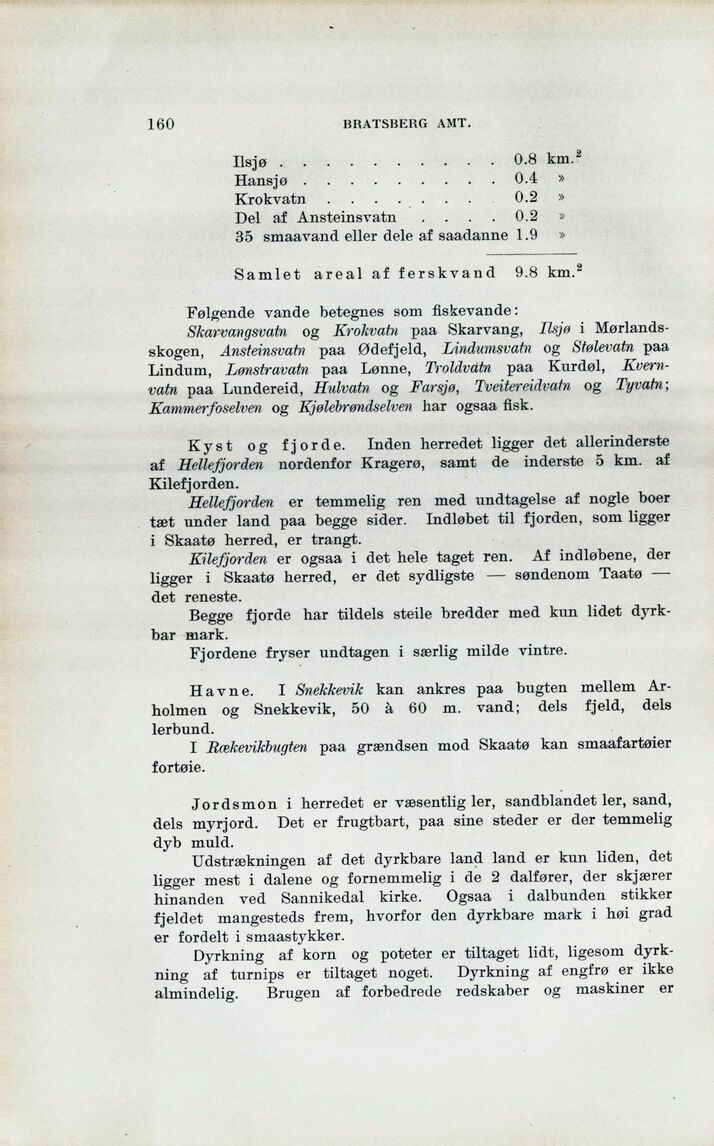 160 BRATSBERG AMT.
Ilsjø . . . . . . . . . . 0.8 km.²
Hansjø . . . . . . . . . 0.4 »
Krokvatn . . . . . . . . 0.2 »
Del af Ansteinsvatn . . . . 0.2 »
35 smaavand eller dele af saadanne 1.9 »
Samlet areal af ferskvand 9.8 km.²
Følgende vande betegnes som fiskevande:
Skarvangsvatn og Krokvatn paa Skarvang, Ilsjø i Mørlands-
skogen, Ansteinsvatn paa Ødefjeld, Lindumsvatn og Stølevatn paa
Lindum, Lønstravatn paa Lønne, Troldvatn paa Kurdøl, Kvern-
vatn paa Lundereid, Hulvatn og Farsjø, Tveitereidvatn og Tyvatn;
Kammerfoselven og Kjølebrøndselven har ogsaa fisk.
Kyst og fjorde. Inden herredet ligger det allerinderste
af Hellefjorden nordenfor Kragerø, samt de inderste 5 km. af
Kilefjorden.
Hellefjorden er temmelig ren med undtagelse af nogle boer
tæt under land paa begge sider. Indløbet til fjorden, som ligger
i Skaatø herred, er trangt.
Kilefjorden er ogsaa i det hele taget ren. Af indløbene, der
ligger i Skaatø herred, er det sydligste — søndenom Taatø —
det reneste.
Begge fjorde har tildels steile bredder med kun lidet dyrk-
bar mark.
Fjordene fryser undtagen i særlig milde vintre.
Havne. I Snekkevik kan ankres paa bugten mellem Ar-
holmen og Snekkevik, 50 à 60 m. vand; dels fjeld, dels
lerbund.
I Rækevikbugten paa grændsen mod Skaatø kan smaafartøier
fortøie.
Jordsmon i herredet er væsentlig ler, sandblandet ler, sand,
dels myrjord. Det er frugtbart, paa sine steder er der temmelig
dyb muld.
Udstrækningen af det dyrkbare land land er kun liden, det
ligger mest i dalene og fornemmelig i de 2 dalfører, der skjærer
hinanden ved Sannikedal kirke. Ogsaa i dalbunden stikker
fjeldet mangesteds frem, hvorfor den dyrkbare mark i høi grad
er fordelt i smaastykker.
Dyrkning af korn og poteter er tiltaget lidt, ligesom dyrk-
ning af turnips er tiltaget noget. Dyrkning af engfrø er ikke
almindelig. Brugen af forbedrede redskaber og maskiner er